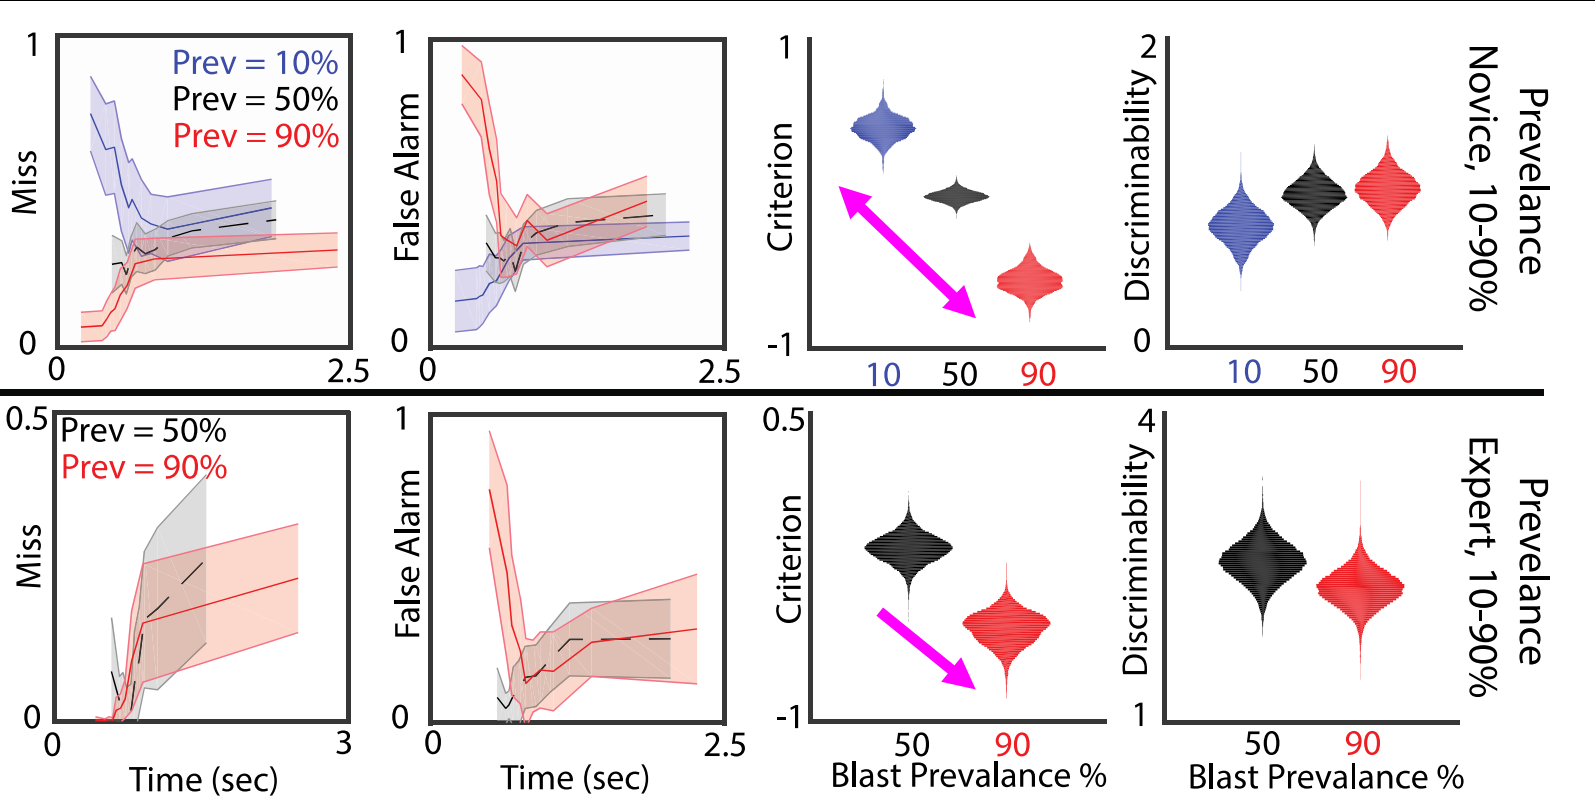 1
Prev = 10%
Prev = 50%
Prev = 90%
Miss
0
0
2.5
1
False Alarm
0
0
2.5
1
Criterion
-1
10
50
90
2
Discriminability
0
10
50
90
Prevelance
Novice, 10-90%
0.5
Prev = 50%
Prev = 90%
Miss
0
0
3
Time (sec)
1
False Alarm
0
0
2.5
Time (sec)
0.5
Criterion
-1
50
90
Blast Prevalance %
4
Discriminability
1
50
90
Blast Prevalance %
Prevelance
Expert, 10-90%